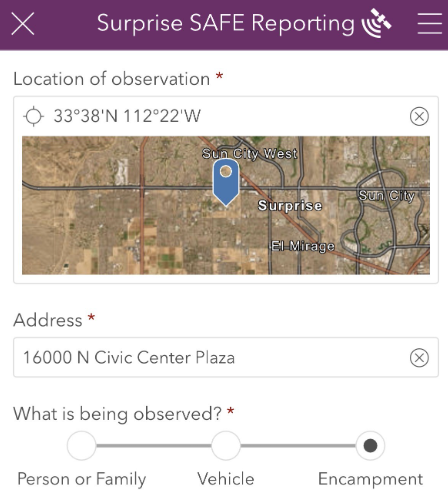 Surprise SAFE Reporting
Location of observation *
33°38'N 112°22'W
Sun City West
Sun City
Surprise
El Mirage
Address *
16000 N Civic Center Plaza
What is being observed? *
Person or Family Vehicle Encampment